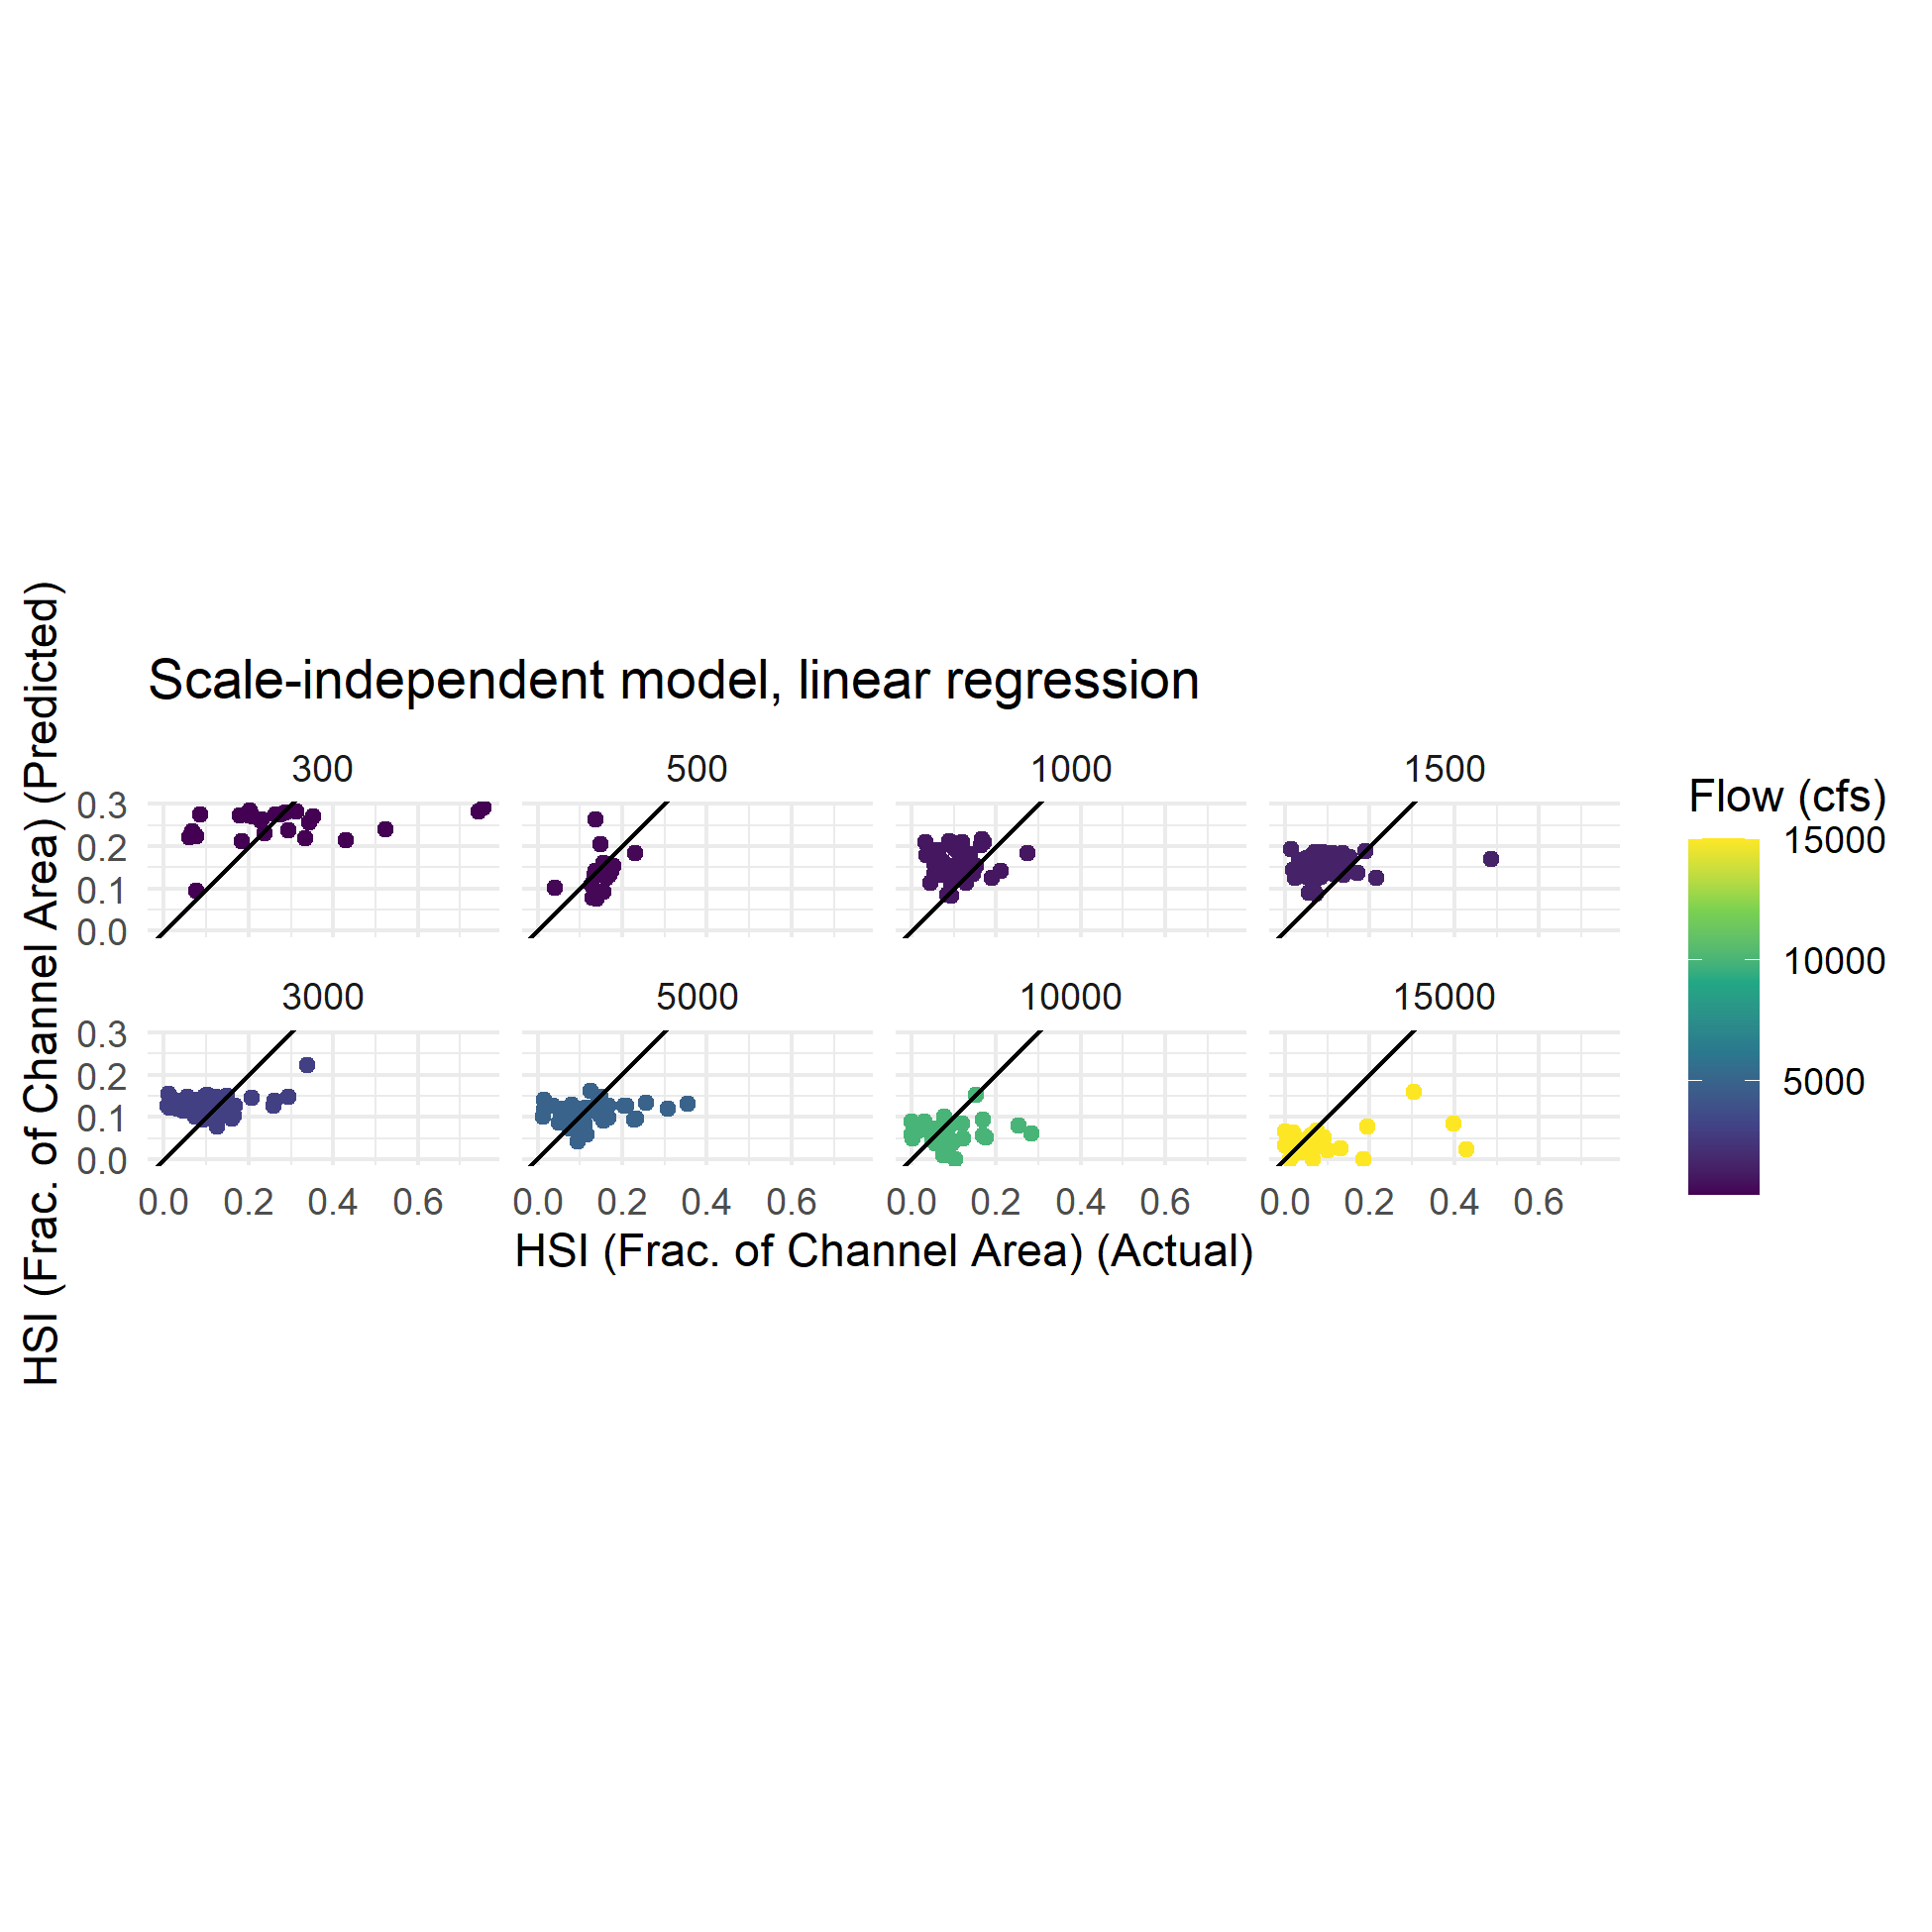 Scale-independent model, linear regression
HSI (Frac. of Channel Area) (Predicted)
300 500 1000 1500
0.3
0.2
0.1
0.0
3000 5000 10000 15000
0.3
0.2
0.1
0.0
0.0 0.2 0.4 0.6 0.0 0.2 0.4 0.6 0.0 0.2 0.4 0.6 0.0 0.2 0.4 0.6
HSI (Frac. of Channel Area) (Actual)
Flow (cfs)
15000
10000
5000